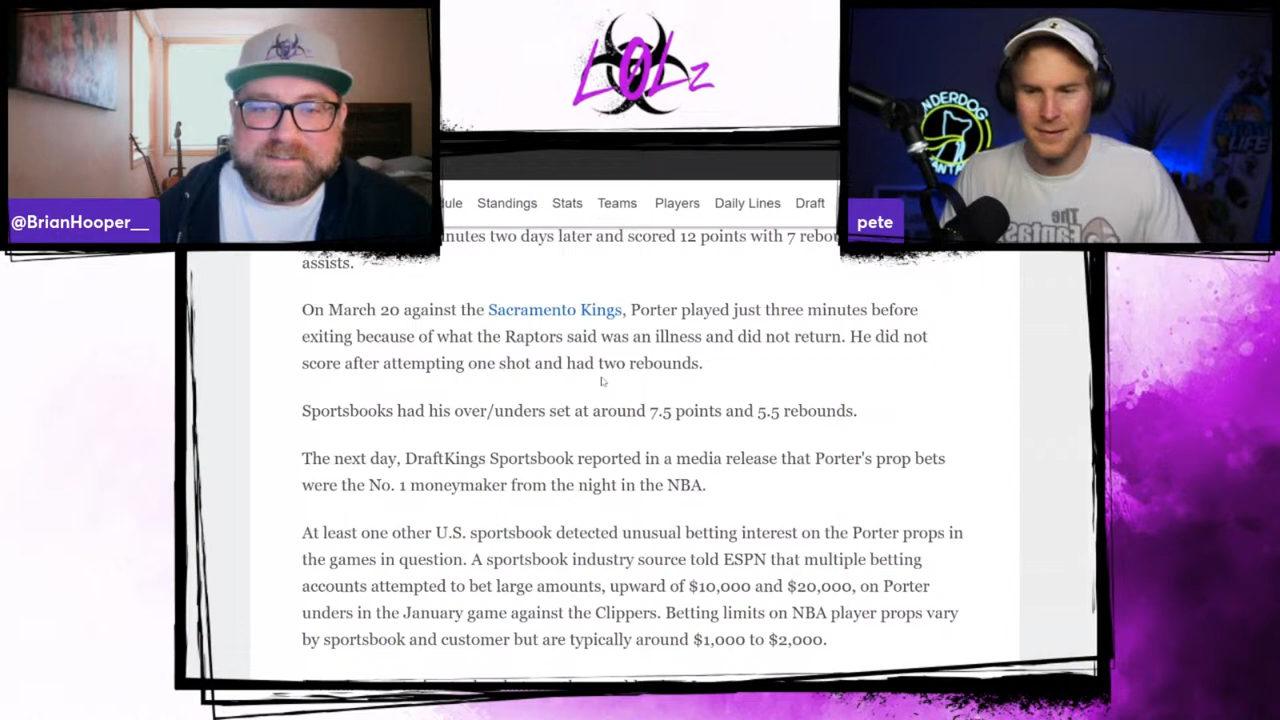 LOLz
@BrianHooper__
NDERDOG
FANTA
LIFE
pete
The
Fantas
dule Standings Stats Teams Players Daily Lines Draft
nutes two days later and scored 12 points with 7 rebou
assists.
On March 20 against the Sacramento Kings, Porter played just three minutes before
exiting because of what the Raptors said was an illness and did not return. He did not
score after attempting one shot and had two rebounds.
Sportsbooks had his over/unders set at around 7.5 points and 5.5 rebounds.
The next day, DraftKings Sportsbook reported in a media release that Porter's prop bets
were the No. 1 moneymaker from the night in the NBA.
At least one other U.S. sportsbook detected unusual betting interest on the Porter props in
the games in question. A sportsbook industry source told ESPN that multiple betting
accounts attempted to bet large amounts, upward of $10,000 and $20,000, on Porter
unders in the January game against the Clippers. Betting limits on NBA player props vary
by sportsbook and customer but are typically around $1,000 to $2,000.